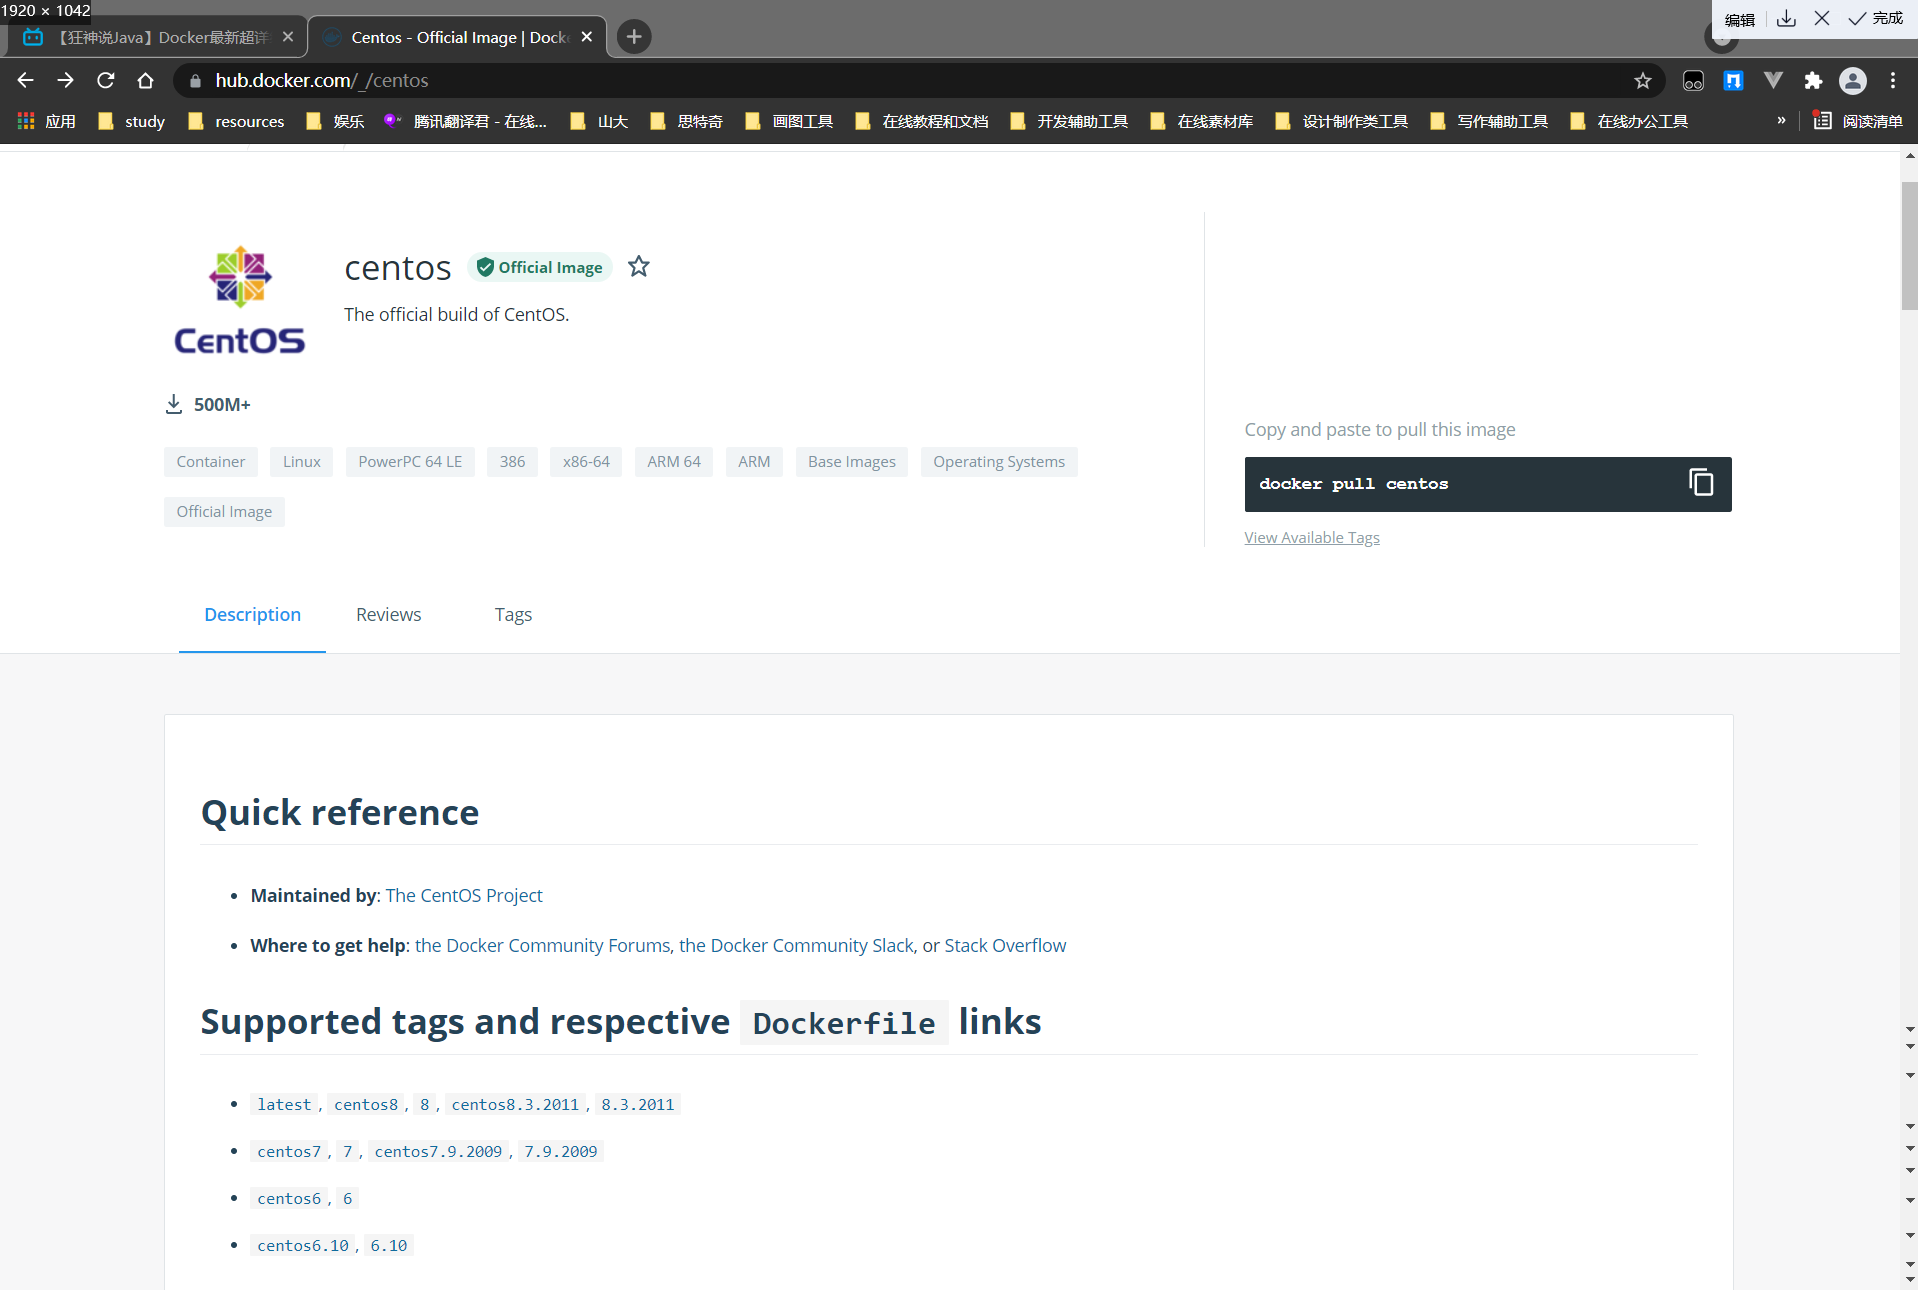 1920 × 1042
编辑 完成
【狂神说Java】Docker最新超详
Centos - Official Image | Docke
hub.docker.com/_/centos
应用 study resources 娱乐 腾讯翻译君 - 在线... 山大 思特奇 画图工具 在线教程和文档 开发辅助工具 在线素材库 设计制作类工具 写作辅助工具 在线办公工具 » 阅读清单
CentOS
centos Official Image
The official build of CentOS.
500M+
Container Linux PowerPC 64 LE 386 x86-64 ARM 64 ARM Base Images Operating Systems
Official Image
Copy and paste to pull this image
docker pull centos
View Available Tags
Description Reviews Tags
Quick reference
• Maintained by: The CentOS Project
• Where to get help: the Docker Community Forums, the Docker Community Slack, or Stack Overflow
Supported tags and respective Dockerfile links
• latest, centos8, 8, centos8.3.2011, 8.3.2011
• centos7, 7, centos7.9.2009, 7.9.2009
• centos6, 6
• centos6.10, 6.10